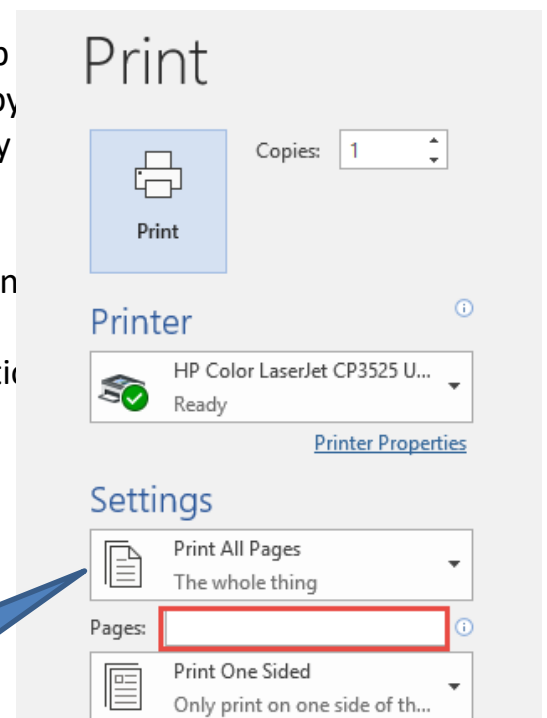 Print
Copies: 1
Print
Printer
HP Color LaserJet CP3525 U...
Ready
Printer Properties
Settings
Print All Pages
The whole thing
Pages:
Print One Sided
Only print on one side of th...